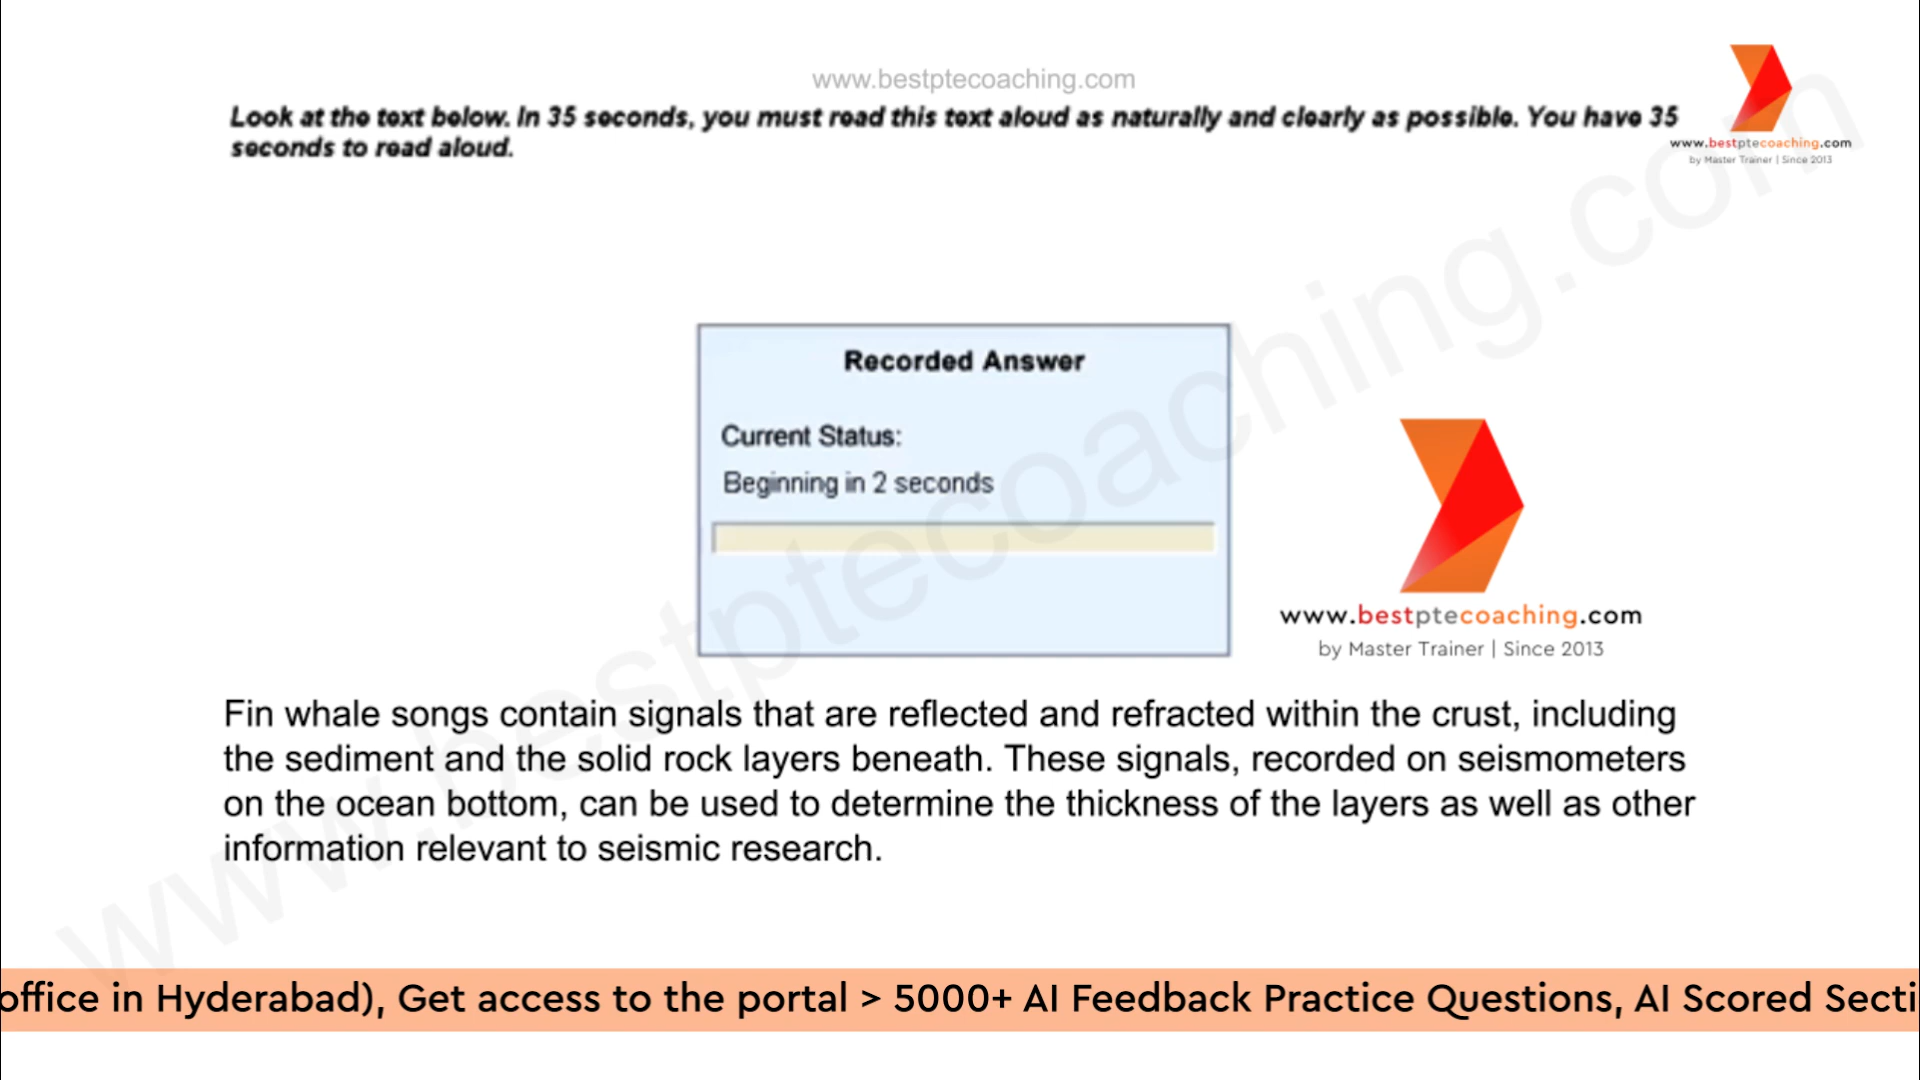 www.bestptecoaching.com
Look at the text below. In 35 seconds, you must read this text aloud as naturally and clearly as possible. You have 35
seconds to read aloud.
www.bestptecoaching.com
by Master Trainer | Since 2013
Recorded Answer
Current Status:
Beginning in 2 seconds
www.bestptecoaching.com
by Master Trainer | Since 2013
www.bestptecoaching.com
Fin whale songs contain signals that are reflected and refracted within the crust, including
the sediment and the solid rock layers beneath. These signals, recorded on seismometers
on the ocean bottom, can be used to determine the thickness of the layers as well as other
information relevant to seismic research.
office in Hyderabad), Get access to the portal > 5000+ AI Feedback Practice Questions, AI Scored Secti